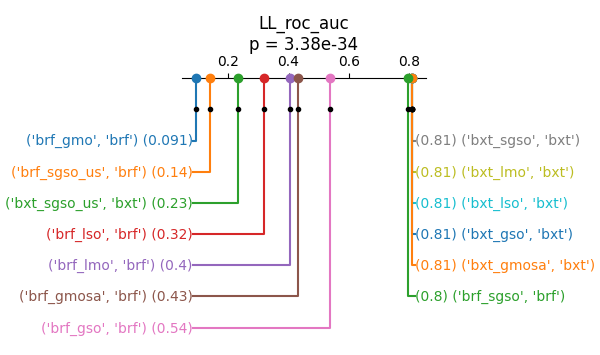 LL_roc_auc
p = 3.38e-34
0.2 0.4 0.6 0.8
('brf_gmo', 'brf') (0.091)
('brf_sgso_us', 'brf') (0.14)
('bxt_sgso_us', 'bxt') (0.23)
('brf_lso', 'brf') (0.32)
('brf_lmo', 'brf') (0.4)
('brf_gmosa', 'brf') (0.43)
('brf_gso', 'brf') (0.54)
(0.81) ('bxt_sgso', 'bxt')
(0.81) ('bxt_lmo', 'bxt')
(0.81) ('bxt_lso', 'bxt')
(0.81) ('bxt_gso', 'bxt')
(0.81) ('bxt_gmosa', 'bxt')
(0.8) ('brf_sgso', 'brf')